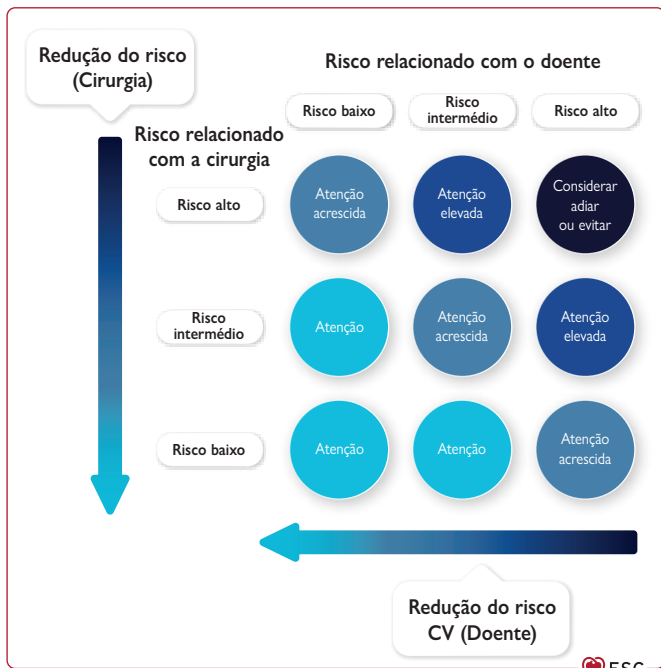 Redução do risco
(Cirurgia)
Risco relacionado com o doente
Risco baixo
Risco
intermédio
Risco alto
Risco relacionado
com a cirurgia
Risco alto
Atenção
acrescida
Atenção
elevada
Considerar
adiar
ou evitar
Risco
intermédio
Atenção
Atenção
acrescida
Atenção
elevada
Risco baixo
Atenção
Atenção
Atenção
acrescida
Redução do risco
CV (Doente)
ESC